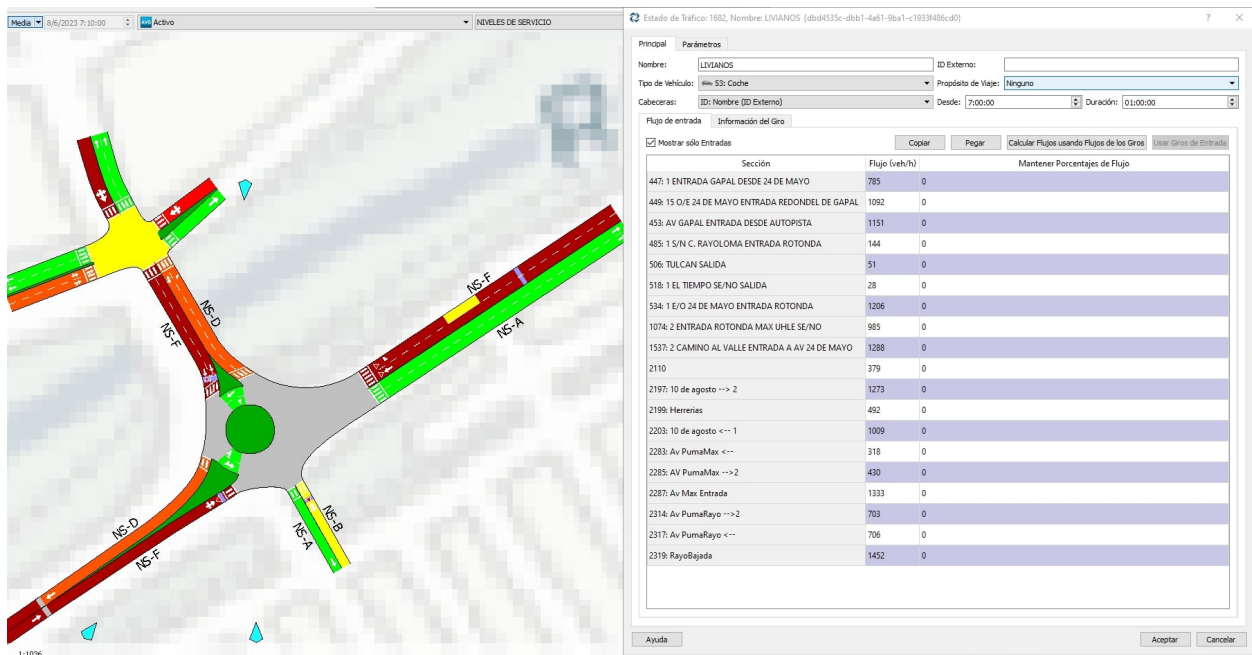 Media 8/6/2023 7:10:00 AVG Activo NIVELES DE SERVICIO
NS-F
NS-A
NS-D
NS-F
NS-D
NS-F
NS-A
NS-B
1:1036
Estado de Tráfico: 1682, Nombre: LIVIANOS {dbd4535c-dbb1-4a61-9ba1-c1933f486cd0}
Principal Parámetros
Nombre: LIVIANOS ID Externo:
Tipo de Vehículo: 53: Coche Propósito de Viaje: Ninguno
Cabeceras: ID: Nombre (ID Externo) Desde: 7:00:00 Duración: 01:00:00
Flujo de entrada Información del Giro
Mostrar sólo Entradas Copiar Pegar Calcular Flujos usando Flujos de los Giros Usar Giros de Entrada
Sección Flujo (veh/h) Mantener Porcentajes de Flujo
447: 1 ENTRADA GAPAL DESDE 24 DE MAYO 785 0
449: 15 O/E 24 DE MAYO ENTRADA REDONDEL DE GAPAL 1092 0
453: AV GAPAL ENTRADA DESDE AUTOPISTA 1151 0
485: 1 S/N C. RAYOLOMA ENTRADA ROTONDA 144 0
506: TULCAN SALIDA 51 0
518: 1 EL TIEMPO SE/NO SALIDA 28 0
534: 1 E/O 24 DE MAYO ENTRADA ROTONDA 1206 0
1074: 2 ENTRADA ROTONDA MAX UHLE SE/NO 985 0
1537: 2 CAMINO AL VALLE ENTRADA A AV 24 DE MAYO 1288 0
2110 379 0
2197: 10 de agosto --> 2 1273 0
2199: Herrerias 492 0
2203: 10 de agosto <-- 1 1009 0
2283: Av PumaMax <-- 318 0
2285: AV PumaMax -->2 430 0
2287: Av Max Entrada 1333 0
2314: Av PumaRayo -->2 703 0
2317: Av PumaRayo <-- 706 0
2319: RayoBajada 1452 0
Ayuda Aceptar Cancelar